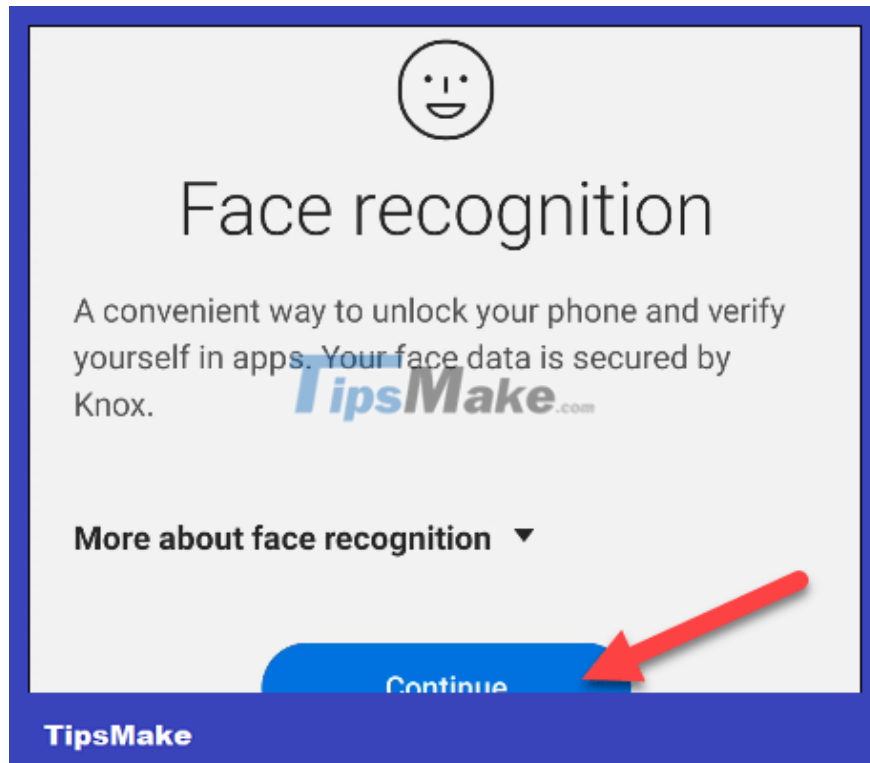 Face recognition
A convenient way to unlock your phone and verify
yourself in apps. Your face data is secured by
Knox.
TipsMake.com
More about face recognition
Continue
TipsMake